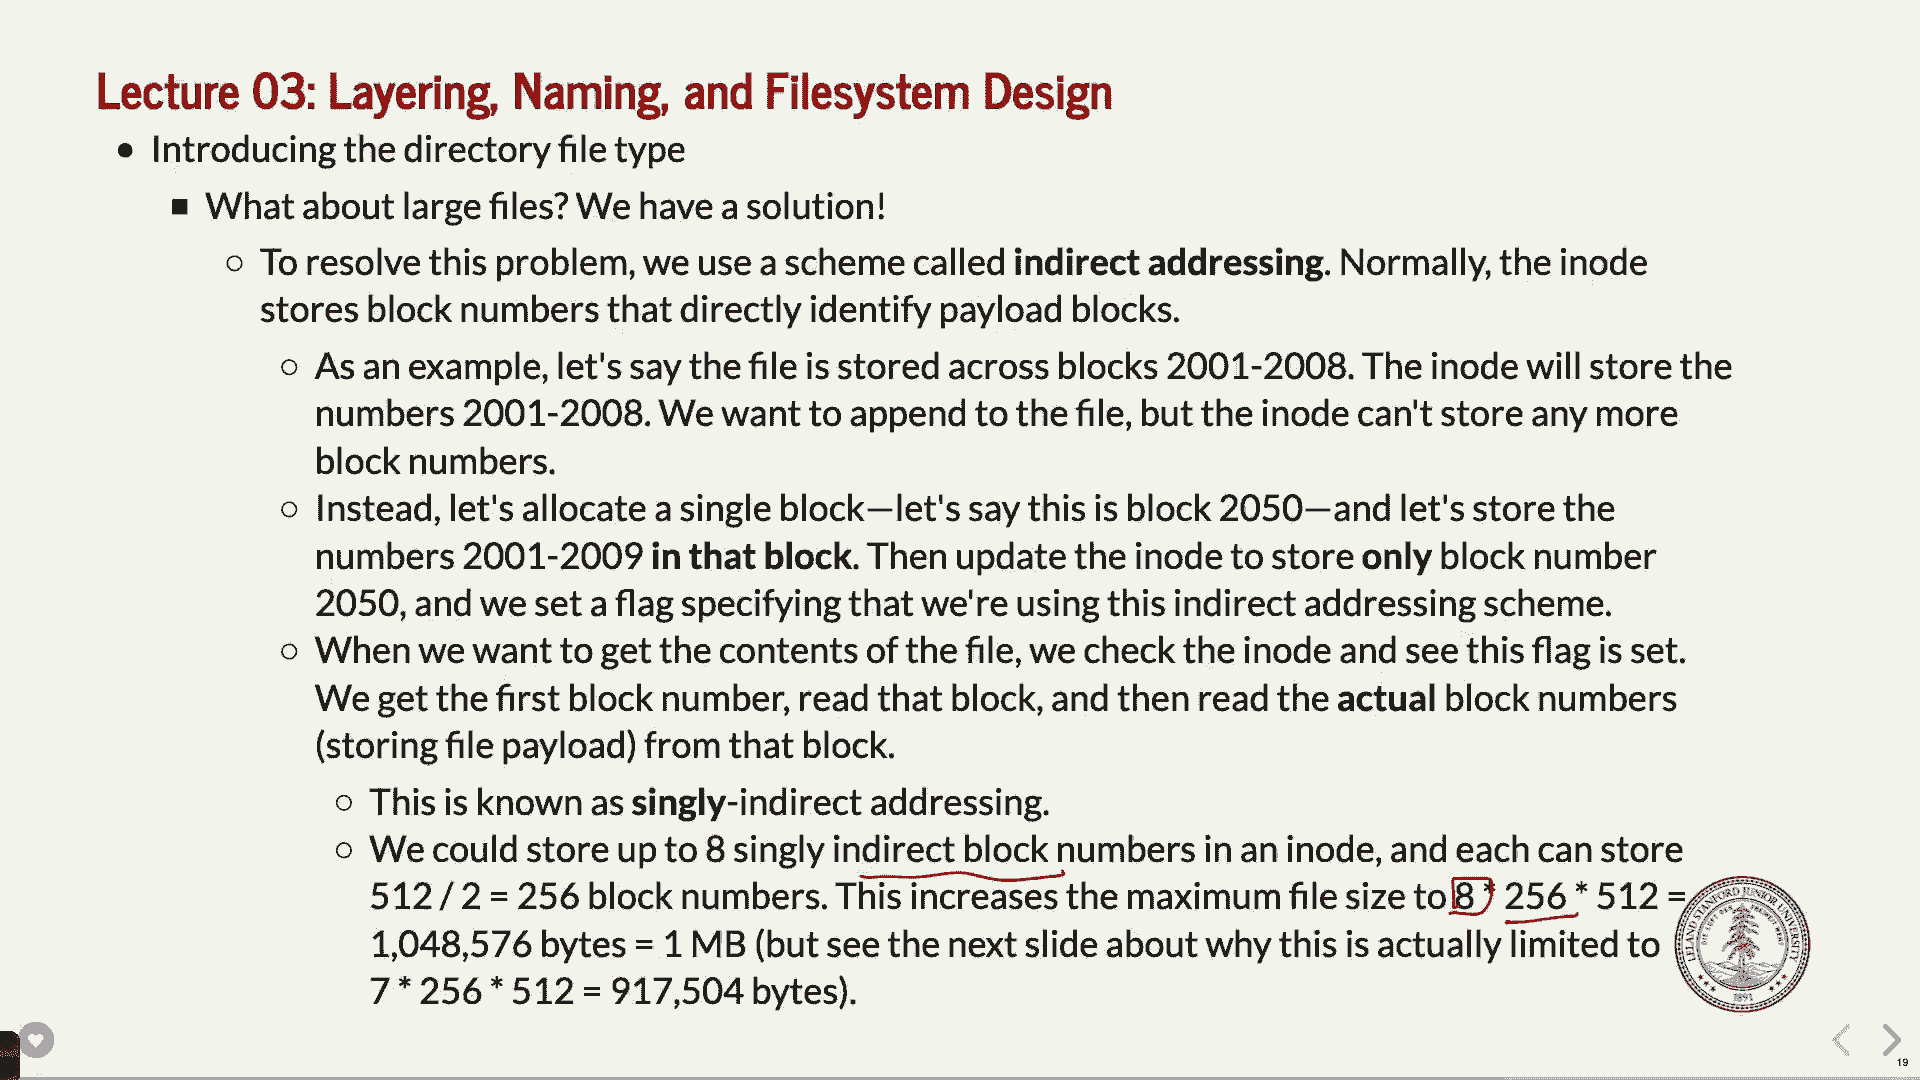 Lecture 03: Layering, Naming, and Filesystem Design
• Introducing the directory file type
▪ What about large files? We have a solution!
○ To resolve this problem, we use a scheme called indirect addressing. Normally, the inode
stores block numbers that directly identify payload blocks.
○ As an example, let's say the file is stored across blocks 2001-2008. The inode will store the
numbers 2001-2008. We want to append to the file, but the inode can't store any more
block numbers.
○ Instead, let's allocate a single block—let's say this is block 2050—and let's store the
numbers 2001-2009 in that block. Then update the inode to store only block number
2050, and we set a flag specifying that we're using this indirect addressing scheme.
○ When we want to get the contents of the file, we check the inode and see this flag is set.
We get the first block number, read that block, and then read the actual block numbers
(storing file payload) from that block.
○ This is known as singly-indirect addressing.
○ We could store up to 8 singly indirect block numbers in an inode, and each can store
512 / 2 = 256 block numbers. This increases the maximum file size to 8 * 256 * 512 =
1,048,576 bytes = 1 MB (but see the next slide about why this is actually limited to
7 * 256 * 512 = 917,504 bytes).
LELAND STANFORD JUNIOR UNIVERSITY
1891
19